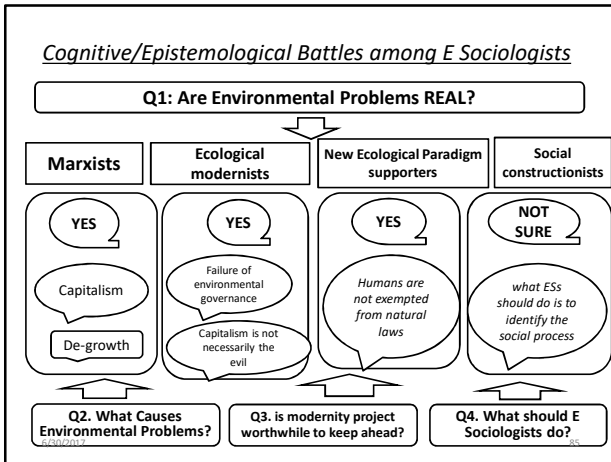 Cognitive/Epistemological Battles among E Sociologists
Q1: Are Environmental Problems REAL?
Marxists
Ecological
modernists
New Ecological Paradigm
supporters
Social
constructionists
YES
YES
YES
NOT
SURE
Capitalism
De-growth
Failure of
environmental
governance
Capitalism is not
necessarily the
evil
Humans are
not exempted
from natural
laws
what ESs
should do is to
identify the
social process
Q2. What Causes
Environmental Problems?
Q3. is modernity project
worthwhile to keep ahead?
Q4. What should E
Sociologists do?
6/30/2017
85